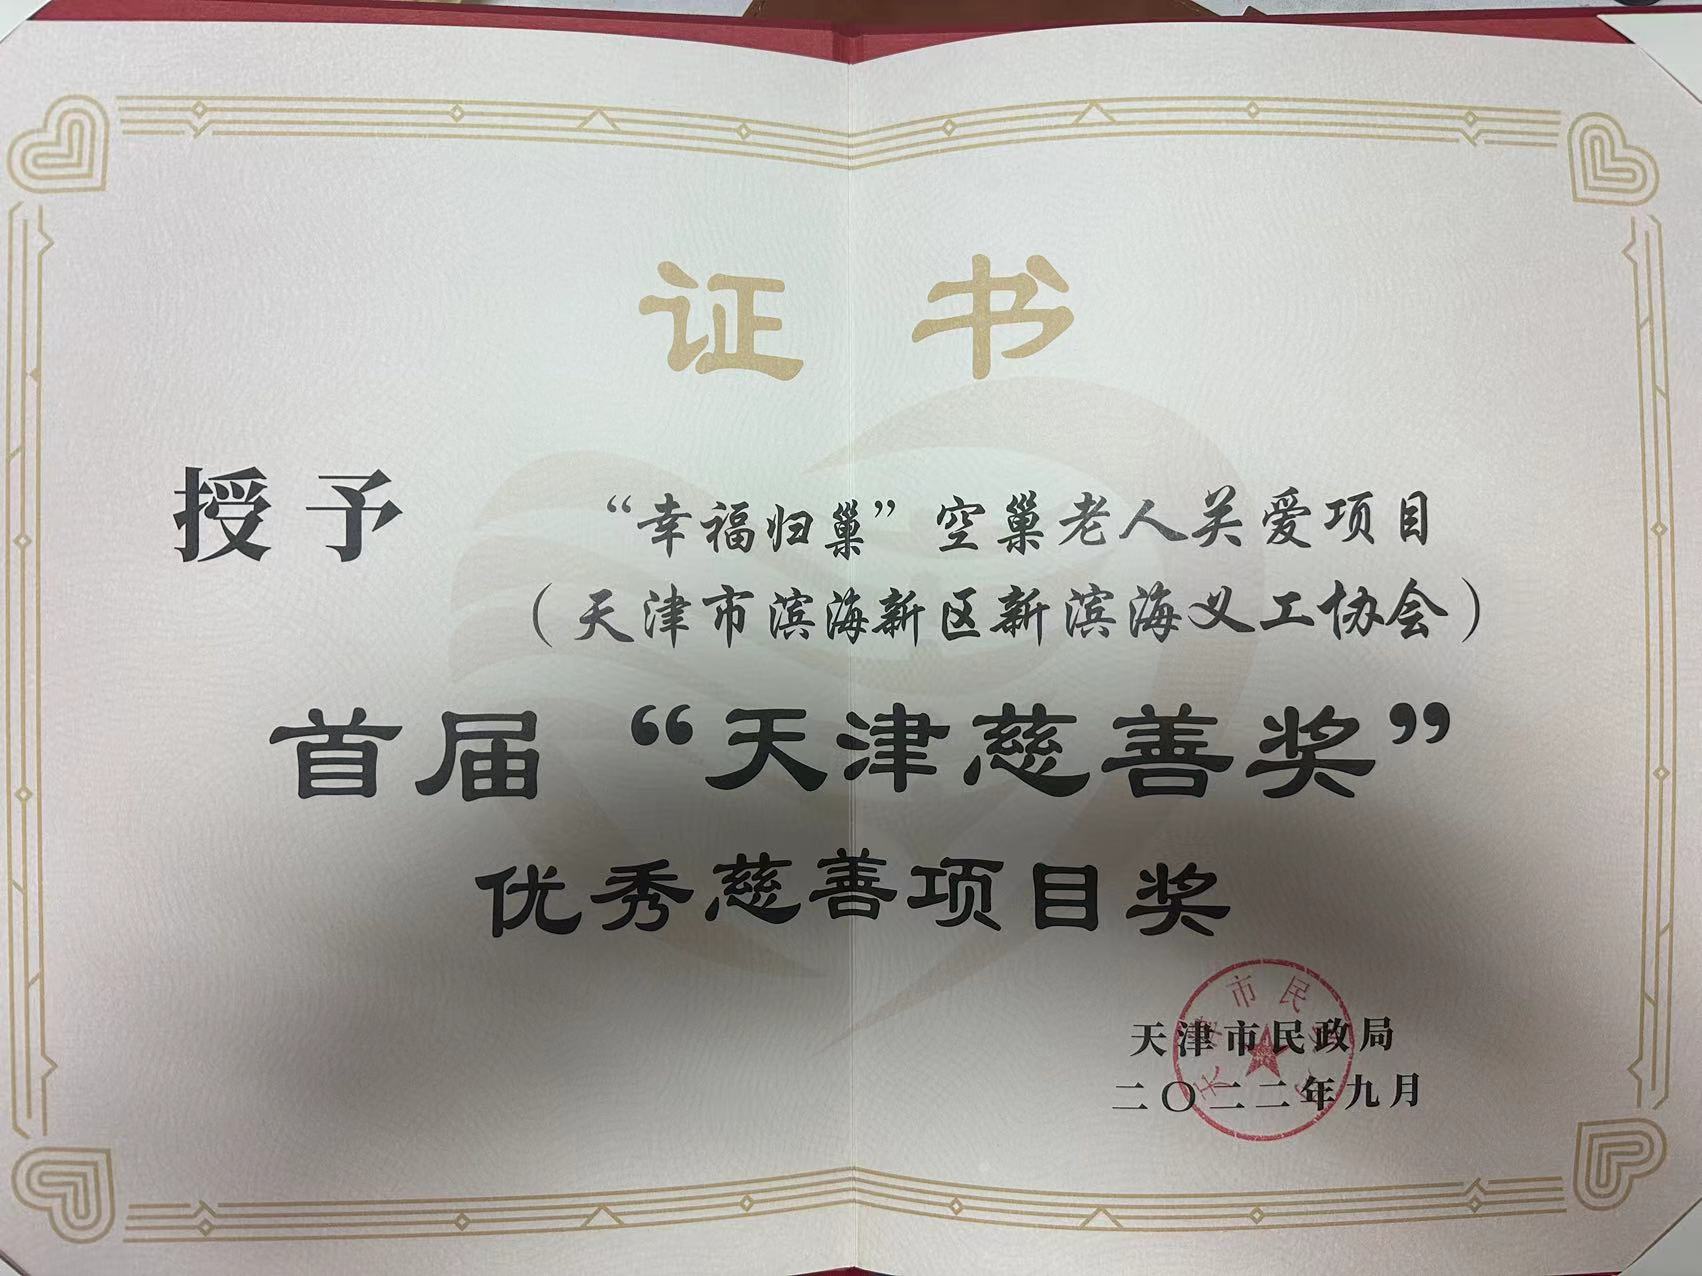 证书
授予 “幸福归巢”空巢老人关爱项目
（天津市滨海新区新滨海义工协会）
首届“天津慈善奖”
优秀慈善项目奖
天津市民政局
二〇二二年九月